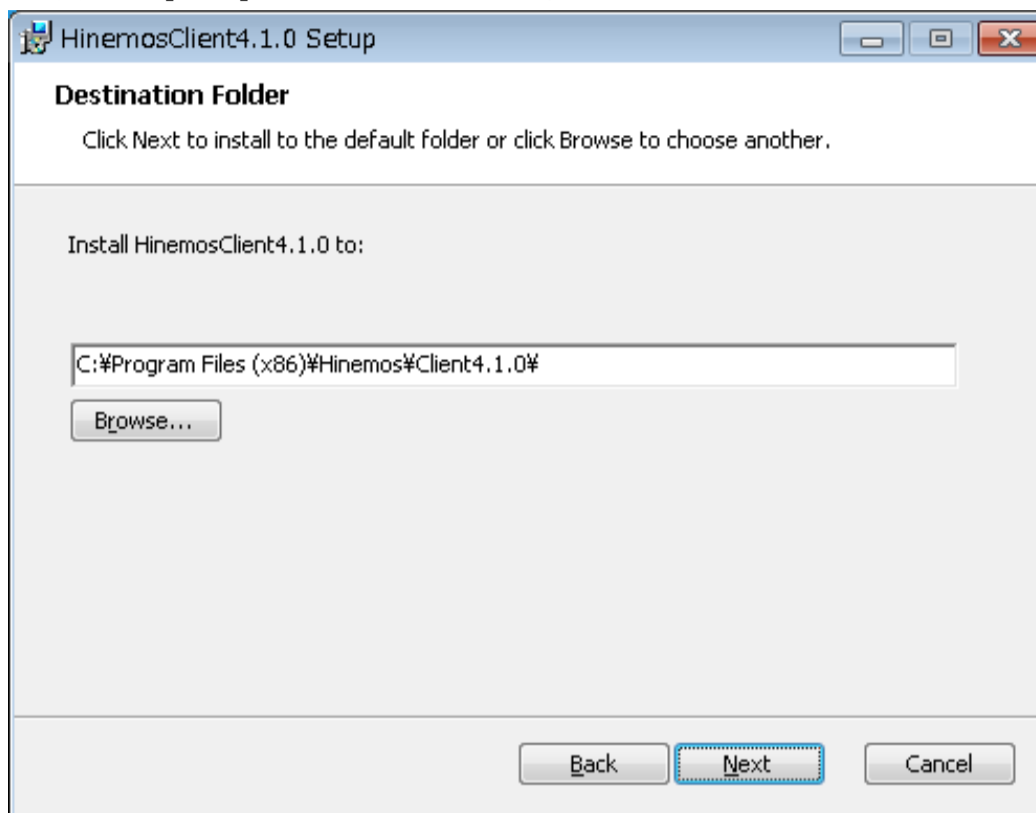 HinemosClient4.1.0 Setup
Destination Folder
Click Next to install to the default folder or click Browse to choose another.
Install HinemosClient4.1.0 to:
C:¥Program Files (x86)¥Hinemos¥Client4.1.0¥
Browse...
Back Next Cancel